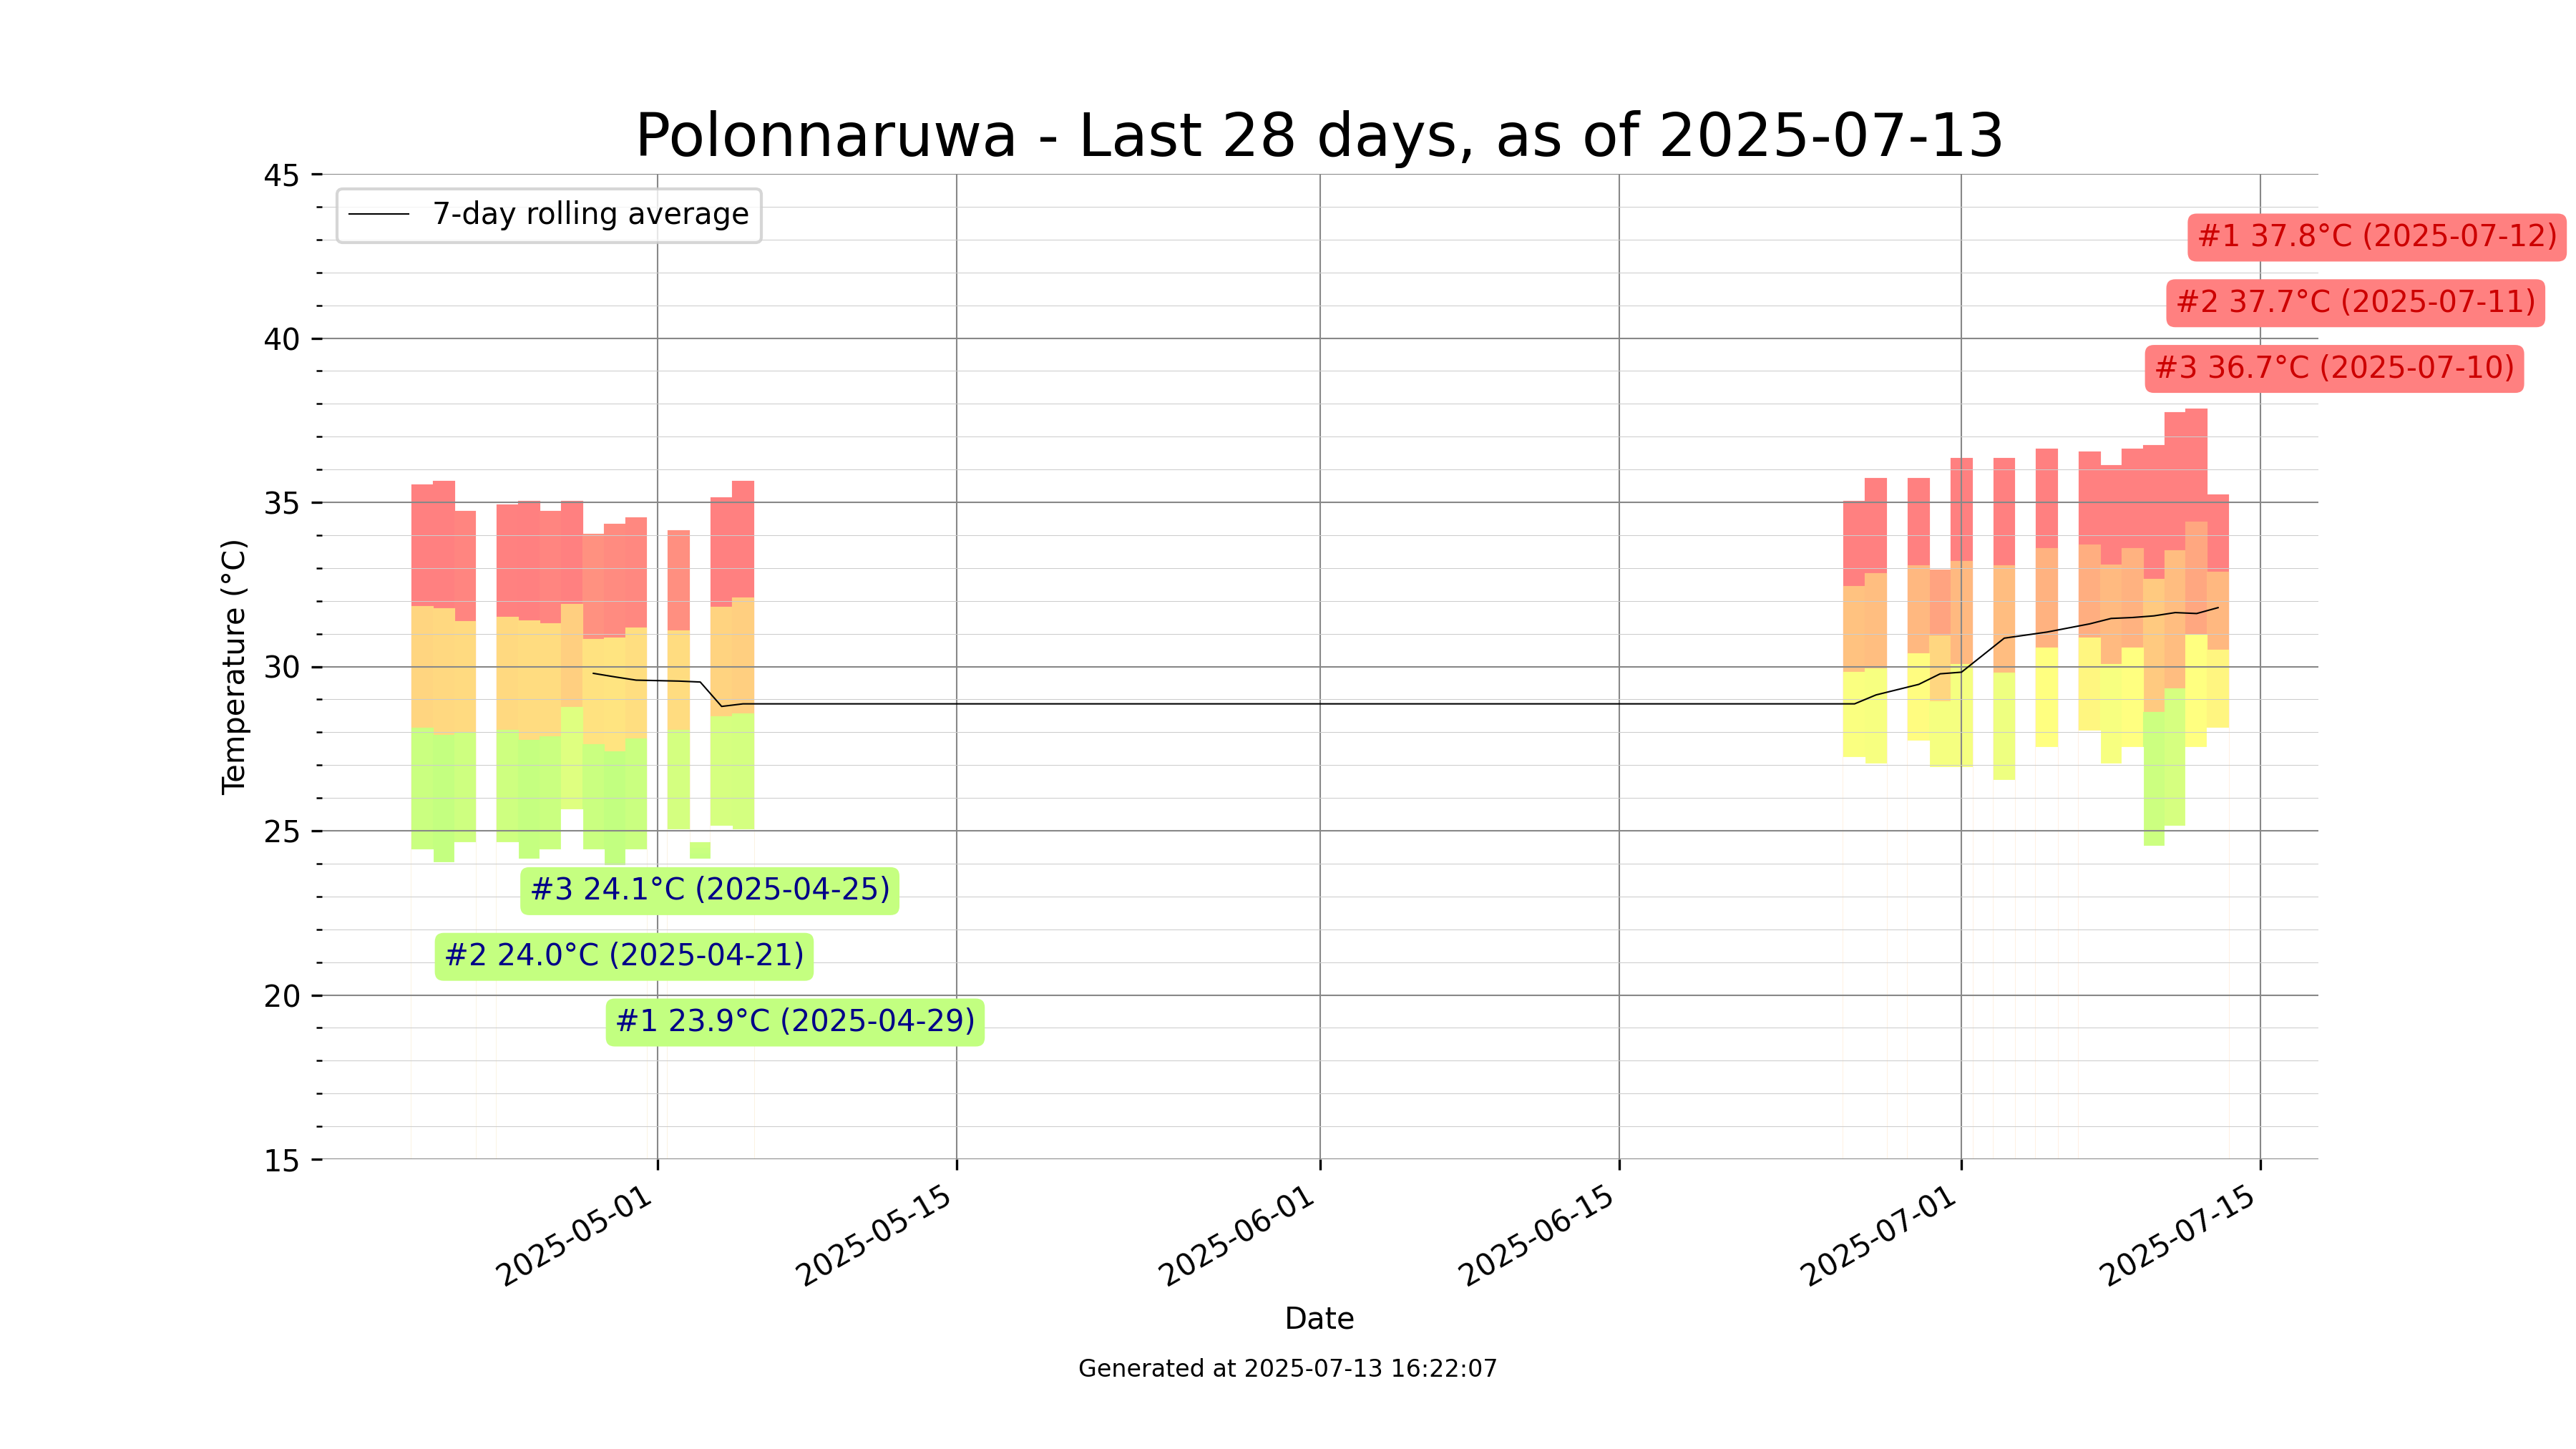 Polonnaruwa - Last 28 days, as of 2025-07-13
7-day rolling average
#1 37.8°C (2025-07-12)
#2 37.7°C (2025-07-11)
#3 36.7°C (2025-07-10)
45
40
35
30
25
20
15
Temperature (°C)
#3 24.1°C (2025-04-25)
#2 24.0°C (2025-04-21)
#1 23.9°C (2025-04-29)
2025-05-01
2025-05-15
2025-06-01
2025-06-15
2025-07-01
2025-07-15
Date
Generated at 2025-07-13 16:22:07